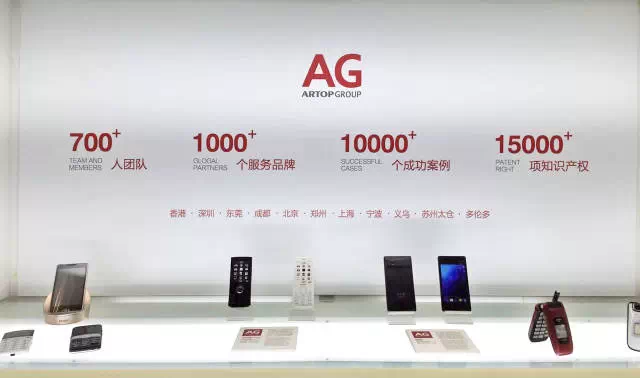 AG
ARTOPGROUP
700+
TEAM AND
MEMBERS
人团队
1000+
GLOGAL
PARTNERS
个服务品牌
10000+
SUCCESSFUL
CASES
个成功案例
15000+
PATENT
RIGHT
项知识产权
香港 · 深圳 · 东莞 · 成都 · 北京 · 郑州 · 上海 · 宁波 · 义乌 · 苏州太仓 · 多伦多
AG
AG